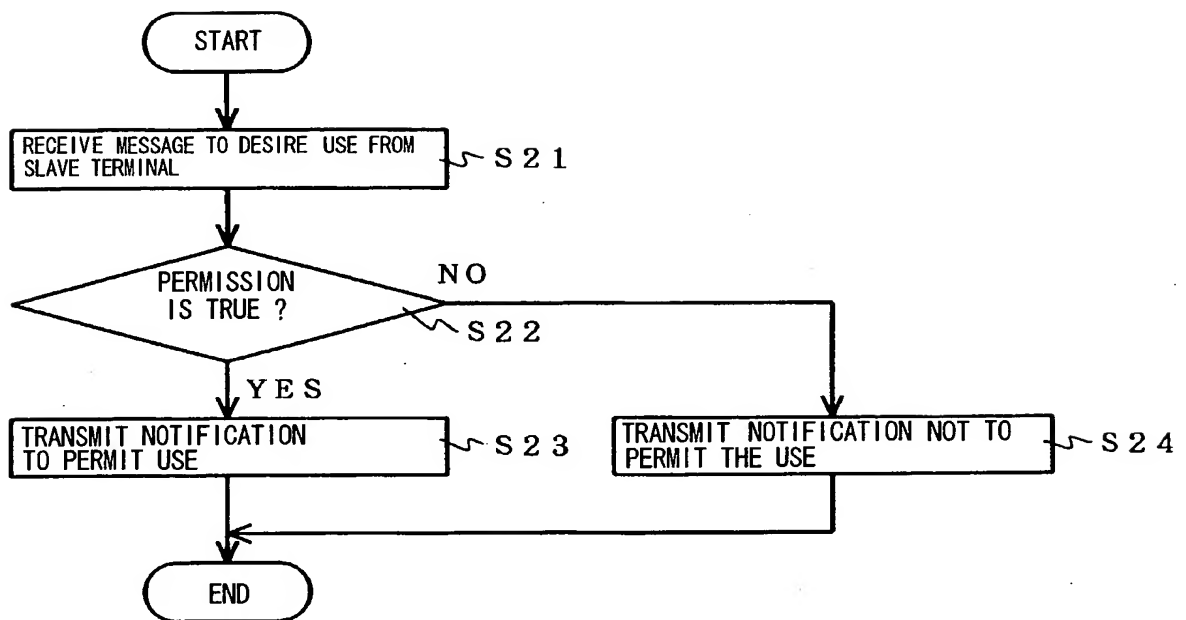 START
RECEIVE MESSAGE TO DESIRE USE FROM
SLAVE TERMINAL
S21
PERMISSION
IS TRUE ?
NO
S22
YES
TRANSMIT NOTIFICATION
TO PERMIT USE
S23
TRANSMIT NOTIFICATION NOT TO
PERMIT THE USE
S24
END